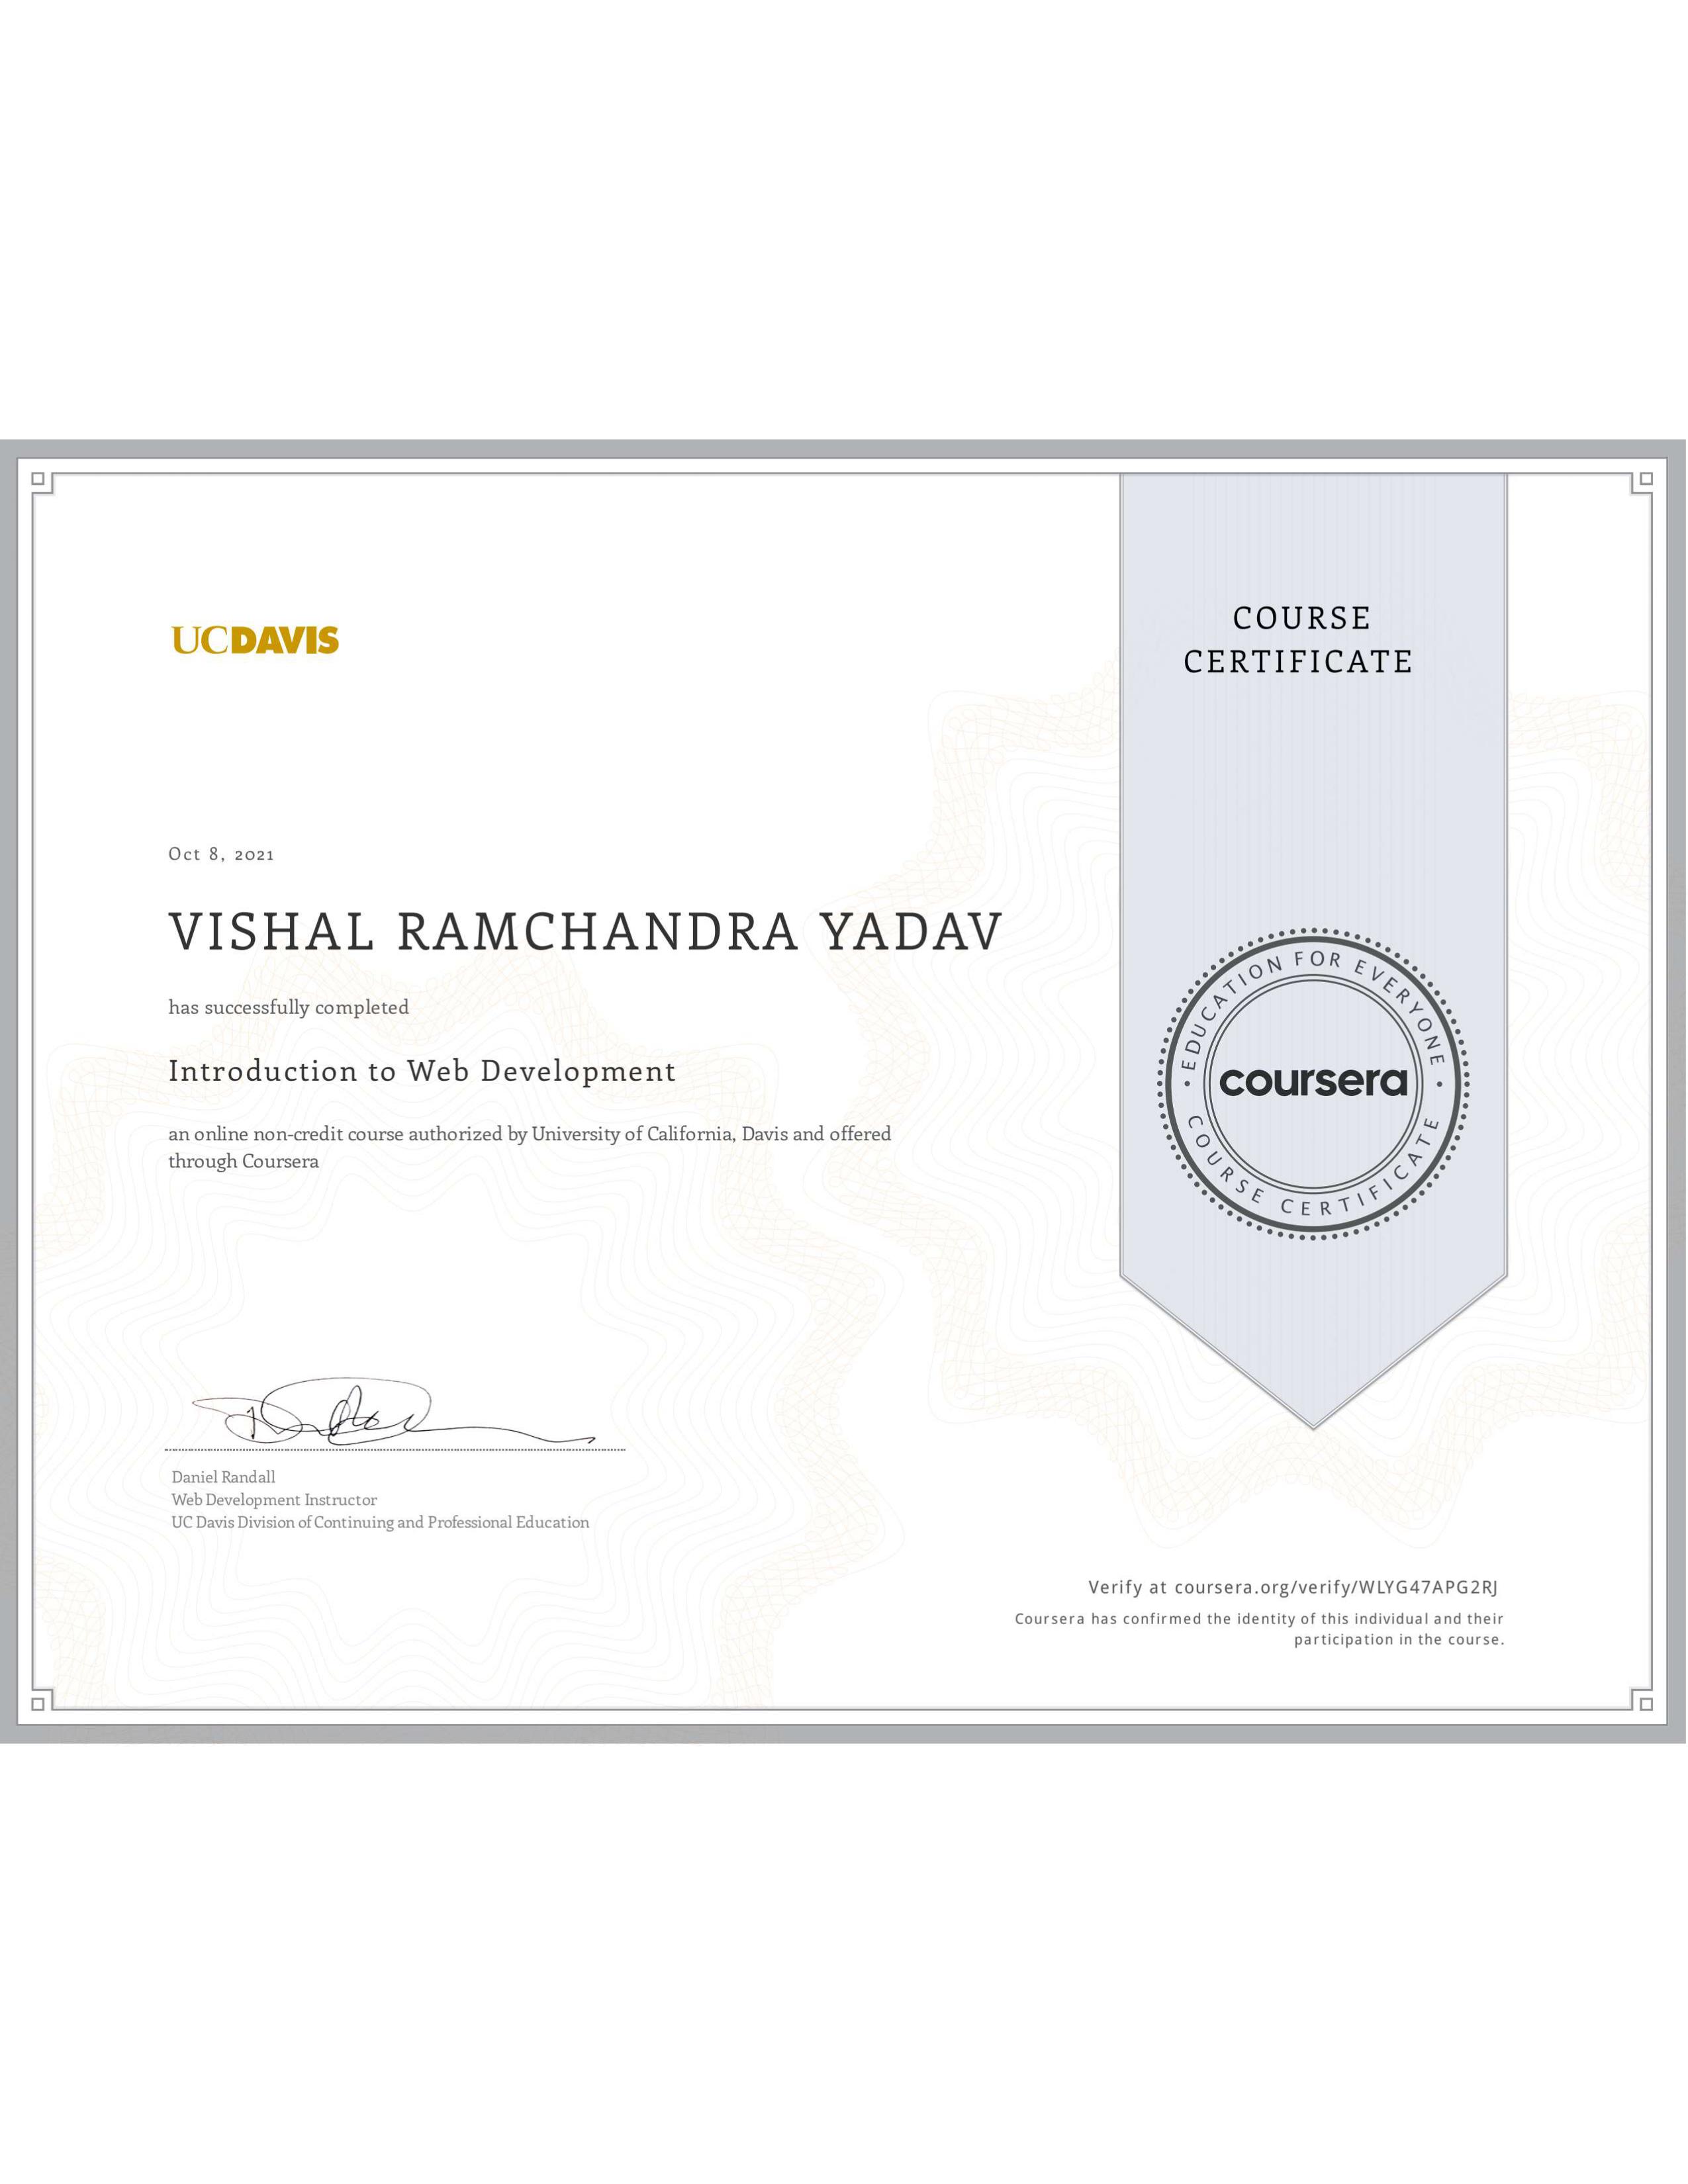 UCDAVIS
COURSE
CERTIFICATE
Oct 8, 2021
VISHAL RAMCHANDRA YADAV
has successfully completed
Introduction to Web Development
an online non-credit course authorized by University of California, Davis and offered
through Coursera
EDUCATION FOR EVERYONE
coursera
COURSE CERTIFICATE
Daniel Randall
Web Development Instructor
UC Davis Division of Continuing and Professional Education
Verify at coursera.org/verify/WLYG47APG2RJ
Coursera has confirmed the identity of this individual and their
participation in the course.